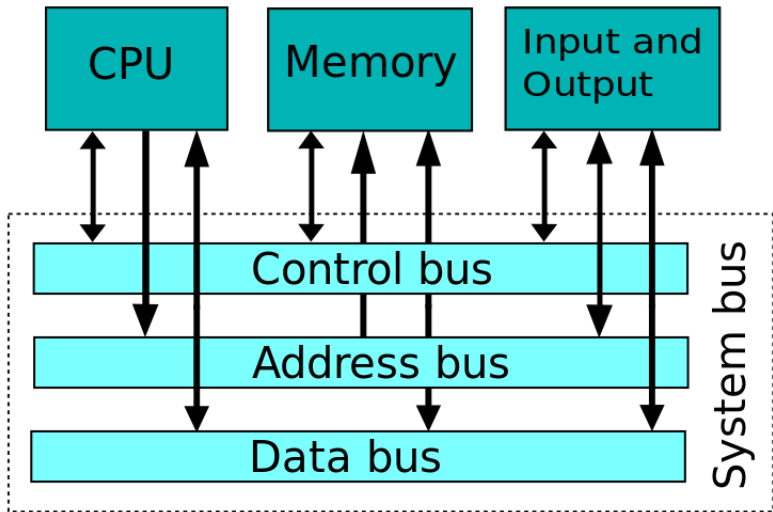 CPU
Memory
Input and
Output
Control bus
Address bus
Data bus
System bus